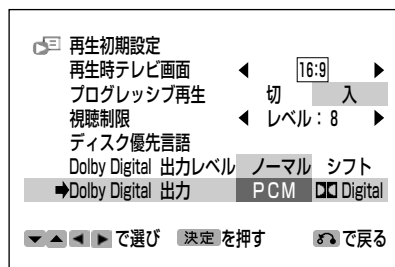 再生初期設定
再生時テレビ画面 ◀ 16:9 ▶
プログレッシブ再生 切 入
視聴制限 ◀ レベル：8 ▶
ディスク優先言語
Dolby Digital 出力レベル ノーマル シフト
➡Dolby Digital 出力 PCM Digital
▼ ▲ ◀ ▶ で選び 決定 を押す で戻る